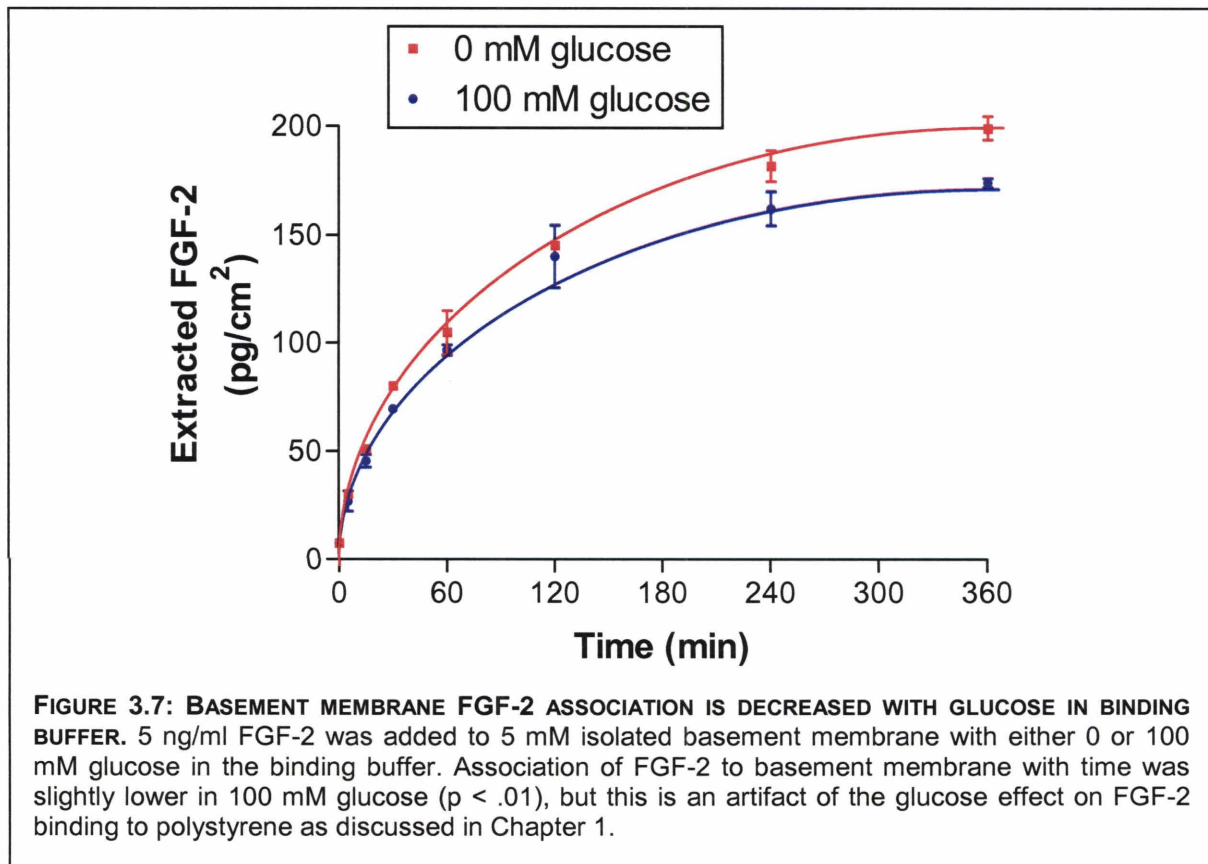 0 mM glucose
100 mM glucose
200
150
100
50
0
Extracted FGF-2
(pg/cm²)
0 60 120 180 240 300 360
Time (min)
FIGURE 3.7: BASEMENT MEMBRANE FGF-2 ASSOCIATION IS DECREASED WITH GLUCOSE IN BINDING
BUFFER. 5 ng/ml FGF-2 was added to 5 mM isolated basement membrane with either 0 or 100
mM glucose in the binding buffer. Association of FGF-2 to basement membrane with time was
slightly lower in 100 mM glucose (p < .01), but this is an artifact of the glucose effect on FGF-2
binding to polystyrene as discussed in Chapter 1.